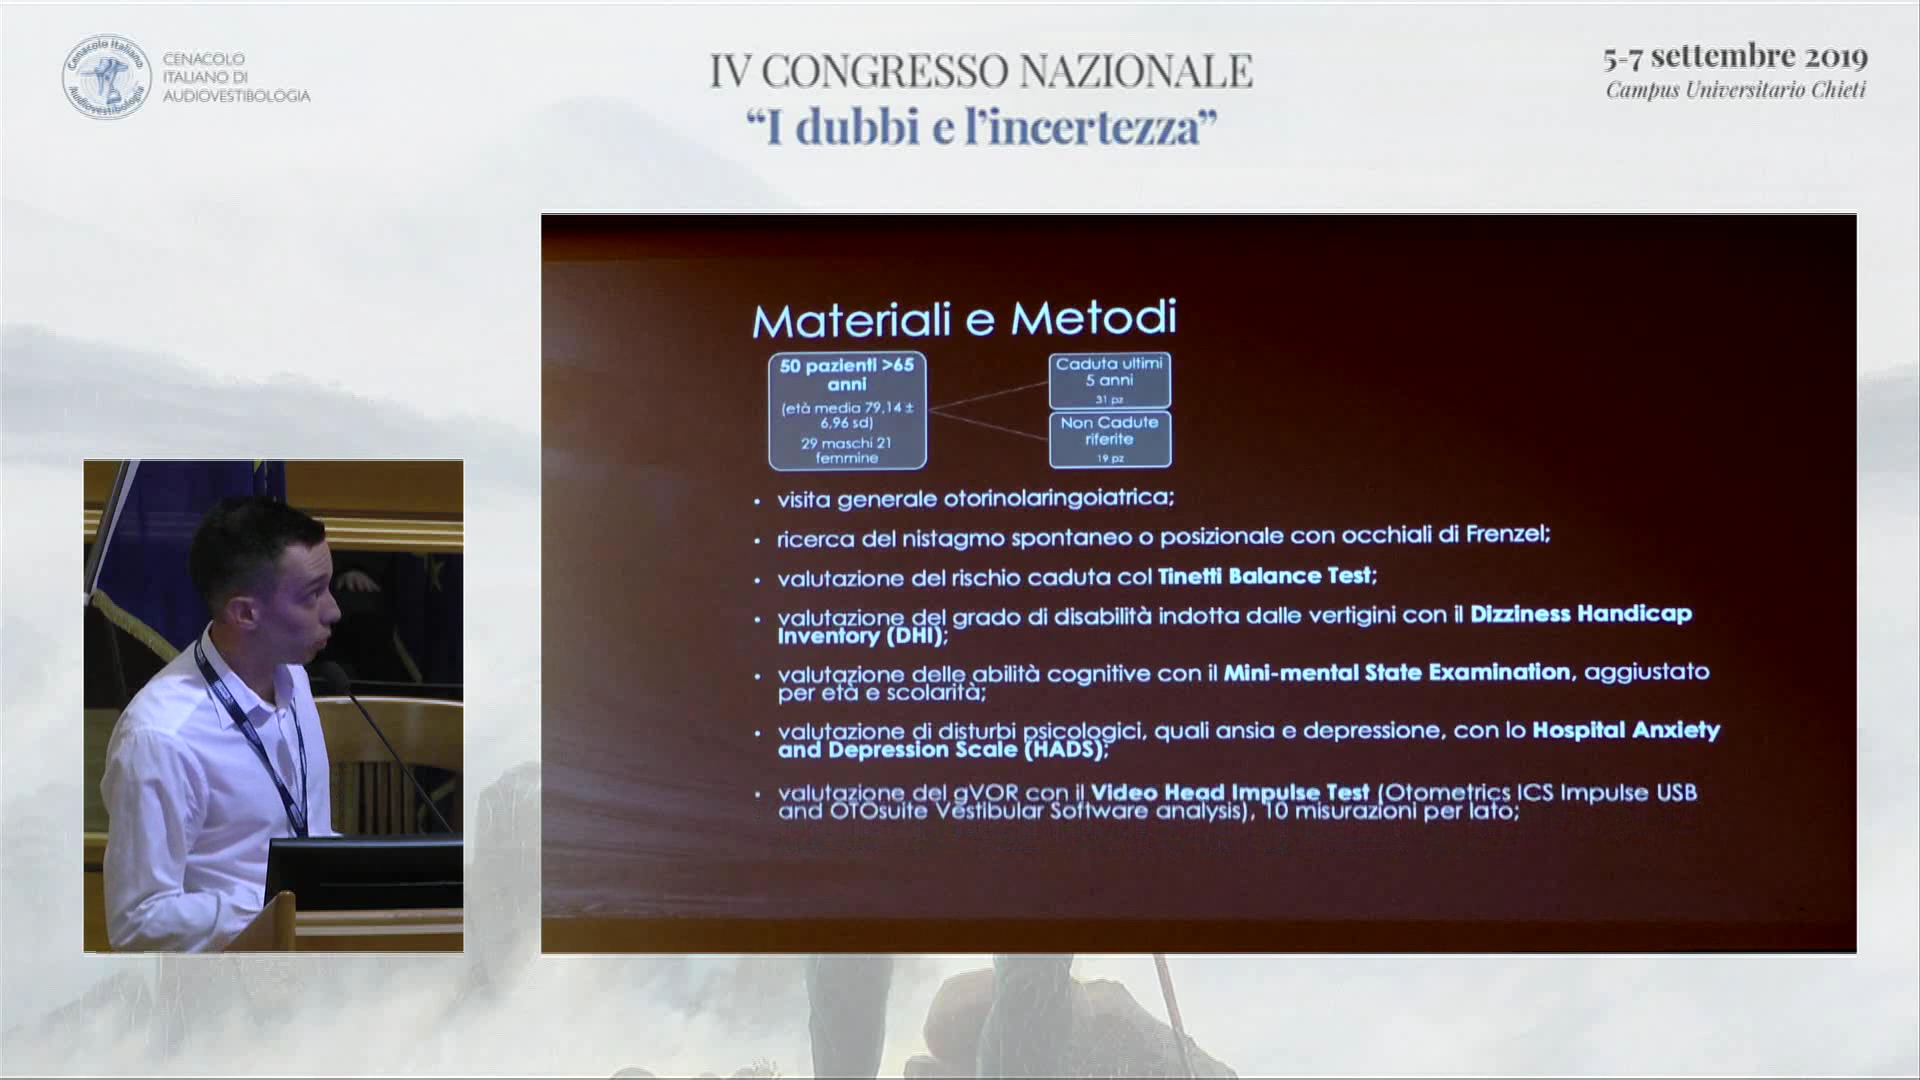 Cenacolo Italiano
Audiovestibologia
CENACOLO
ITALIANO DI
AUDIOVESTIBOLOGIA
IV CONGRESSO NAZIONALE
“I dubbi e l’incertezza”
5-7 settembre 2019
Campus Universitario Chieti
Materiali e Metodi
50 pazienti >65
anni
(età media 79,14 ±
6,96 sd)
29 maschi 21
femmine
Caduta ultimi
5 anni
31 pz
Non Cadute
riferite
19 pz
• visita generale otorinolaringoiatrica;
• ricerca del nistagmo spontaneo o posizionale con occhiali di Frenzel;
• valutazione del rischio caduta col Tinetti Balance Test;
• valutazione del grado di disabilità indotta dalle vertigini con il Dizziness Handicap
Inventory (DHI);
• valutazione delle abilità cognitive con il Mini-mental State Examination, aggiustato
per età e scolarità;
• valutazione di disturbi psicologici, quali ansia e depressione, con lo Hospital Anxiety
and Depression Scale (HADS);
• valutazione del gVOR con il Video Head Impulse Test (Otometrics ICS Impulse USB
and OTOsuite Vestibular Software analysis), 10 misurazioni per lato;